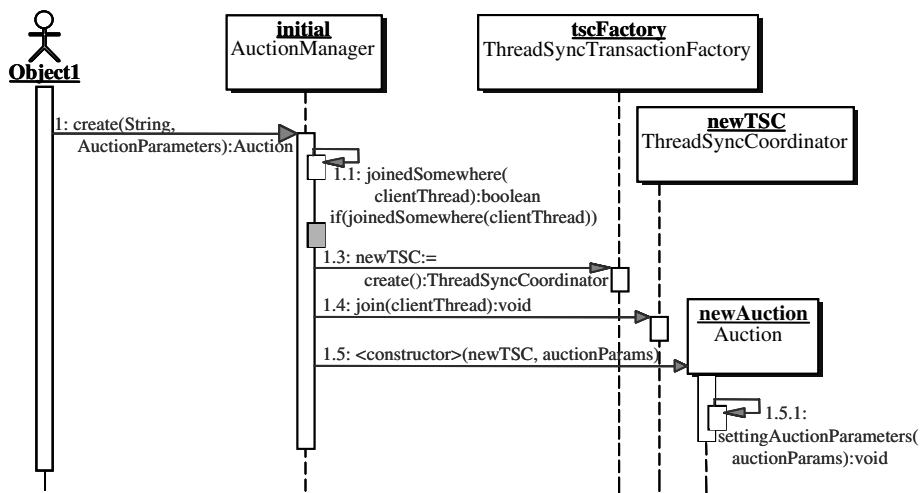 Object1
initial
AuctionManager
tscFactory
ThreadSyncTransactionFactory
newTSC
ThreadSyncCoordinator
1: create(String,
AuctionParameters):Auction
1.1: joinedSomewhere(
clientThread):boolean
if(joinedSomewhere(clientThread))
1.3: newTSC:=
create():ThreadSyncCoordinator
1.4: join(clientThread):void
newAuction
Auction
1.5: <constructor>(newTSC, auctionParams)
1.5.1:
settingAuctionParameters(
auctionParams):void